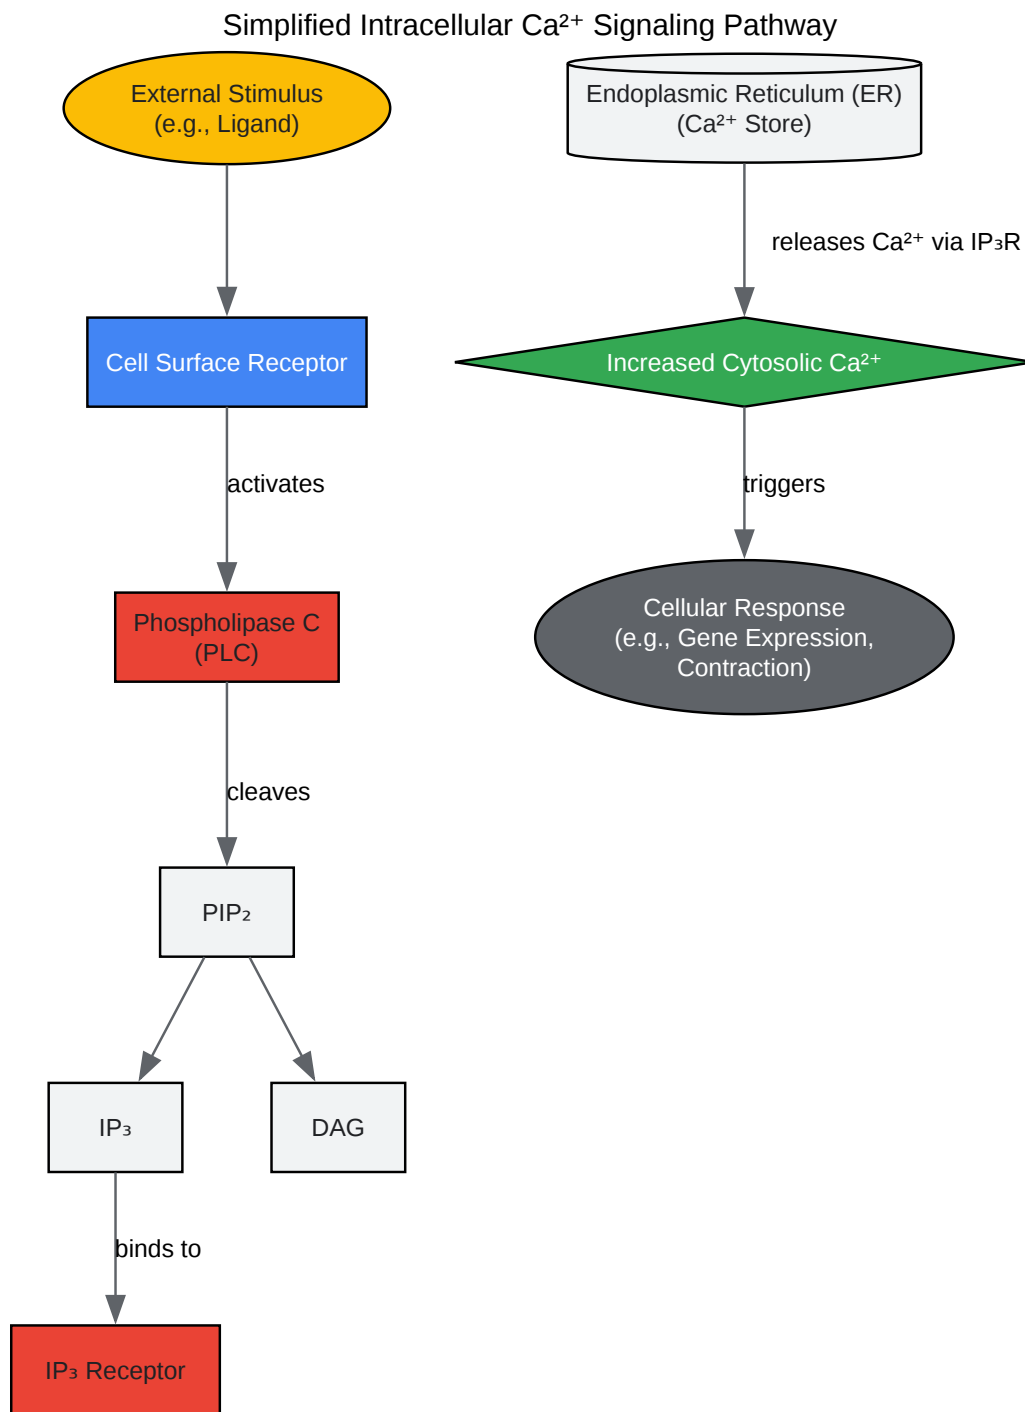 Simplified Intracellular Ca²⁺ Signaling Pathway
External Stimulus
(e.g., Ligand)
Endoplasmic Reticulum (ER)
(Ca²⁺ Store)
releases Ca²⁺ via IP₃R
Cell Surface Receptor
Increased Cytosolic Ca²⁺
activates
triggers
Phospholipase C
(PLC)
Cellular Response
(e.g., Gene Expression,
Contraction)
cleaves
PIP₂
IP₃
DAG
binds to
IP₃ Receptor